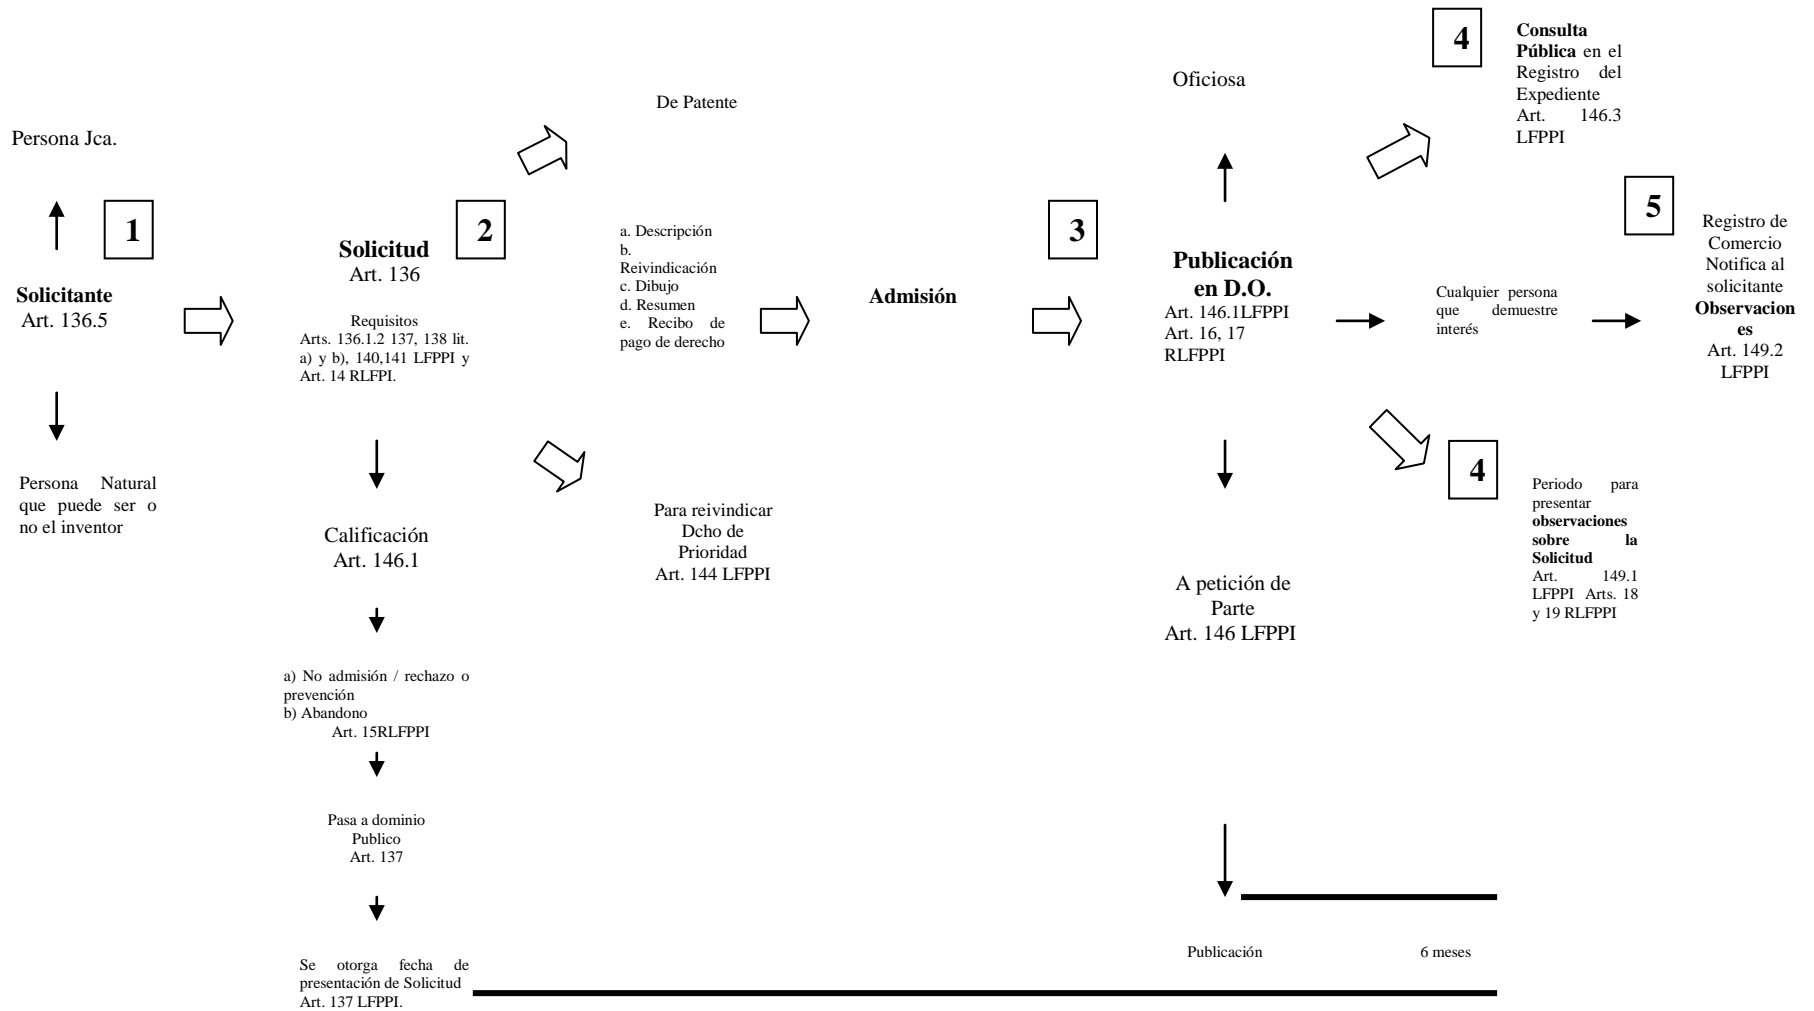 Persona Jca.
1
Solicitante
Art. 136.5
Persona Natural
que puede ser o
no el inventor
2
Solicitud
Art. 136
Requisitos
Arts. 136.1.2 137, 138 lit.
a) y b), 140,141 LFPPI y
Art. 14 RLFPI.
Calificación
Art. 146.1
a) No admisión / rechazo o
prevención
b) Abandono
Art. 15RLFPPI
Pasa a dominio
Publico
Art. 137
Se otorga fecha de
presentación de Solicitud
Art. 137 LFPPI.
De Patente
a. Descripción
b.
Reivindicación
c. Dibujo
d. Resumen
e. Recibo de
pago de derecho
Para reivindicar
Dcho de
Prioridad
Art. 144 LFPPI
Admisión
3
Oficiosa
Publicación
en D.O.
Art. 146.1LFPPI
Art. 16, 17
RLFPPI
A petición de
Parte
Art. 146 LFPPI
Publicación
6 meses
4
Consulta
Pública en el
Registro del
Expediente
Art. 146.3
LFPPI
Cualquier persona
que demuestre
interés
4
Periodo para
presentar
observaciones
sobre la
Solicitud
Art. 149.1
LFPPI Arts. 18
y 19 RLFPPI
5
Registro de
Comercio
Notifica al
solicitante
Observacion
es
Art. 149.2
LFPPI